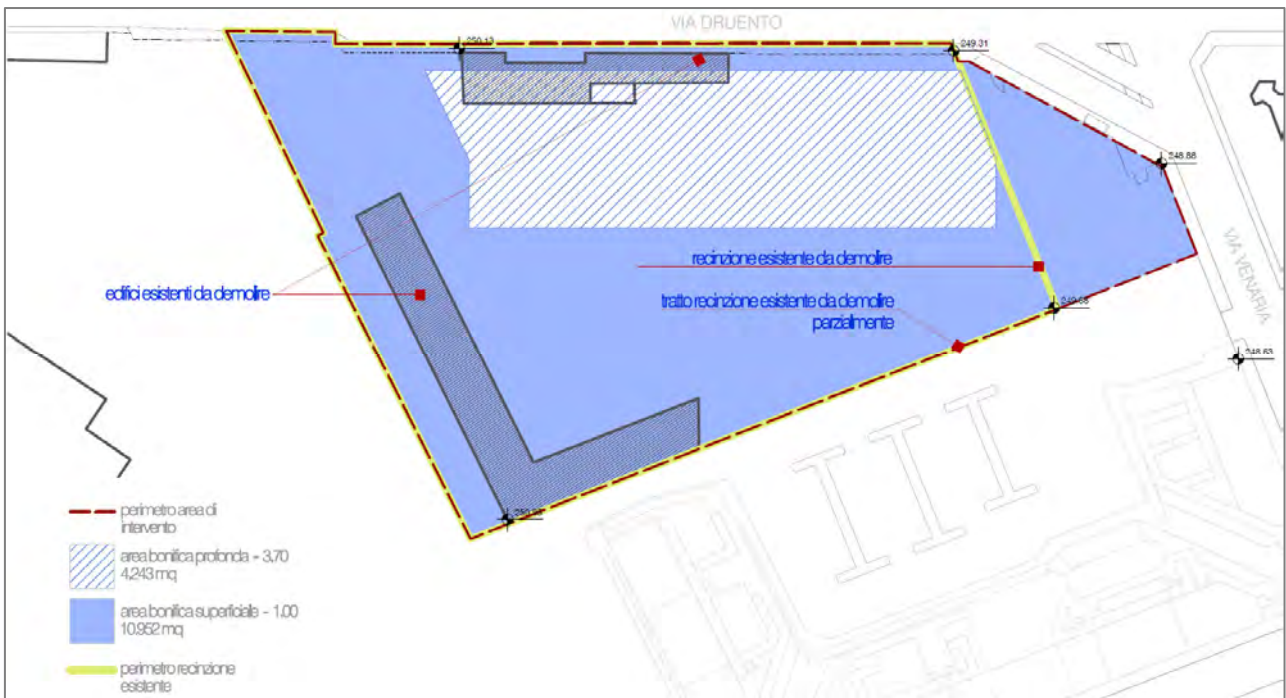 VIA DRUENTO
249.31
248.88
VIA VENARIA
recinzione esistente da demolire
edifici esistenti da demolire
tratto recinzione esistente da demolire
parzialmente
248.63
perimetro area di
intervento
area bonifica profonda - 3,70
4.243 mq
area bonifica superficiale - 1.00
10.952 mq
perimetro recinzione
esistente